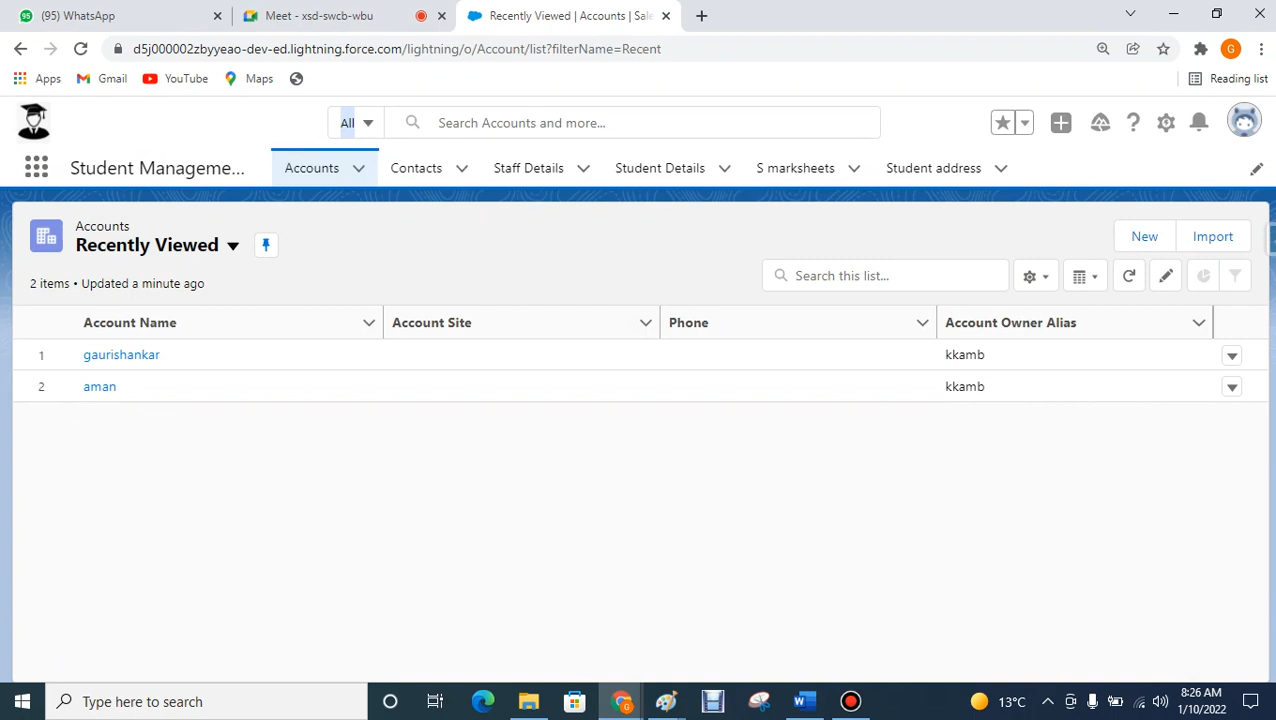 95
(95) WhatsApp
Meet - xsd-swcb-wbu
Recently Viewed | Accounts | Sale
d5j000002zbyyeao-dev-ed.lightning.force.com/lightning/o/Account/list?filterName=Recent
G
Apps
Gmail
YouTube
Maps
Reading list
All
Search Accounts and more...
Student Manageme...
Accounts
Contacts
Staff Details
Student Details
S marksheets
Student address
Accounts
Recently Viewed
New
Import
2 items • Updated a minute ago
Search this list...
Account Name
Account Site
Phone
Account Owner Alias
1
gaurishankar
kkamb
2
aman
kkamb
Type here to search
G
W
13°C
8:26 AM
1/10/2022